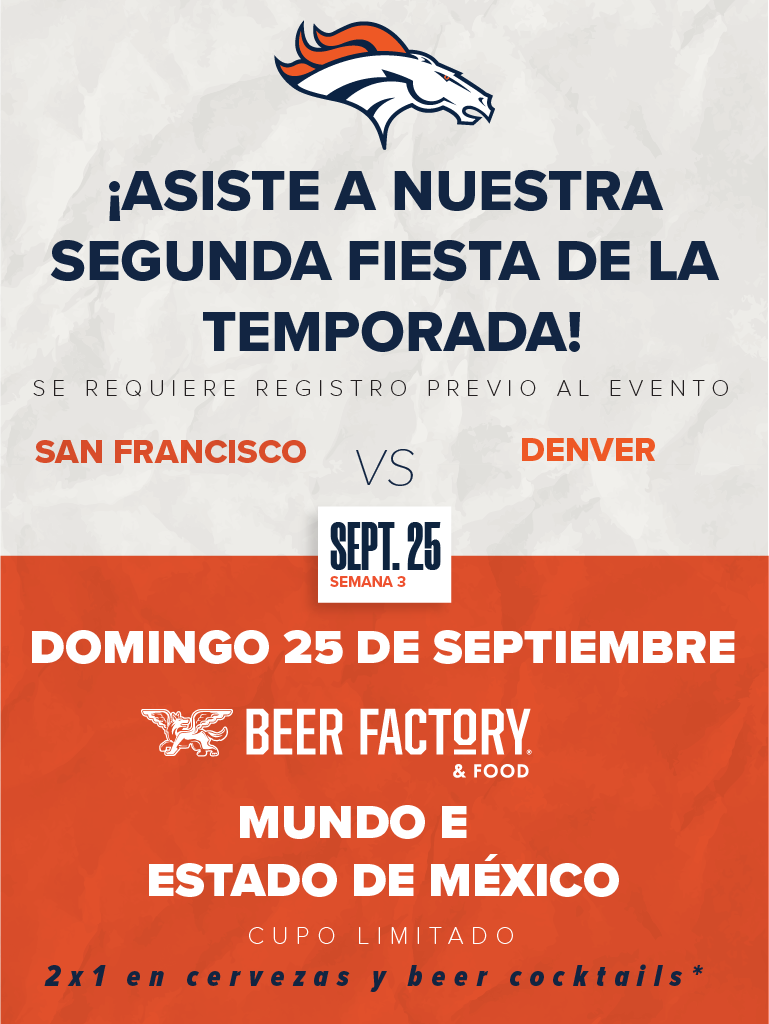 ¡ASISTE A NUESTRA
SEGUNDA FIESTA DE LA
TEMPORADA!
SE REQUIERE REGISTRO PREVIO AL EVENTO
SAN FRANCISCO VS DENVER
SEPT. 25
SEMANA 3
DOMINGO 25 DE SEPTIEMBRE
BEER FACTORY®
& FOOD
MUNDO E
ESTADO DE MÉXICO
CUPO LIMITADO
2x1 en cervezas y beer cocktails*